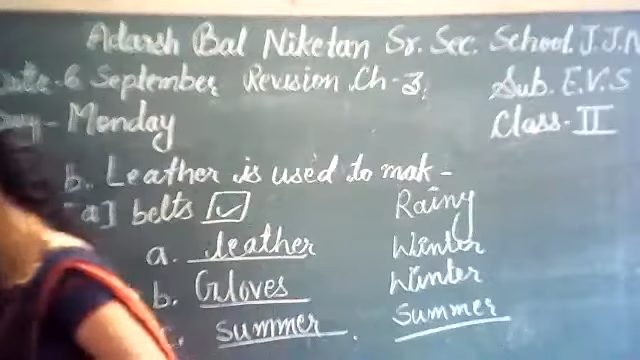 Adarsh Bal Niketan Sr. Sec. School. J.J.N
Date-6 September Revision Ch-3. Sub. E.V.S
Day-Monday Class-II
b. Leather is used to mak-
[a] belts Rainy
a. leather Winter
b. Gloves Winter
c. summer. Summer